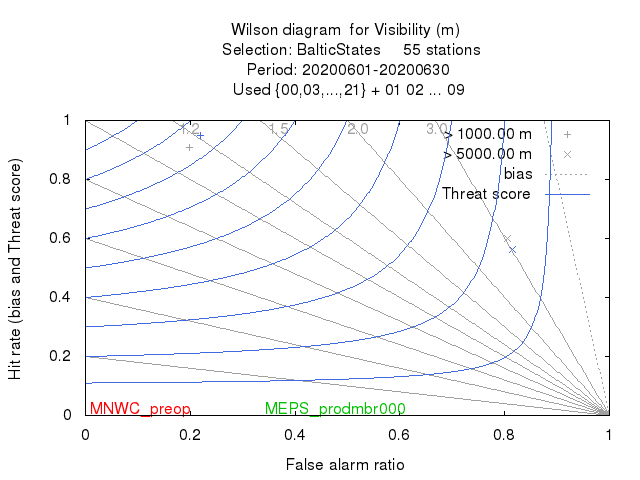 Wilson diagram  for Visibility (m)
Selection: BalticStates     55 stations
Period: 20200601-20200630
Used {00,03,...,21} + 01 02 ... 09
Hit rate (bias and Threat score)
1
0.8
0.6
0.4
0.2
0
1.2
1.5
2.0
3.0
> 1000.00 m
> 5000.00 m
bias
Threat score
MNWC_preop
MEPS_prodmbr000
0
0.2
0.4
0.6
0.8
1
False alarm ratio